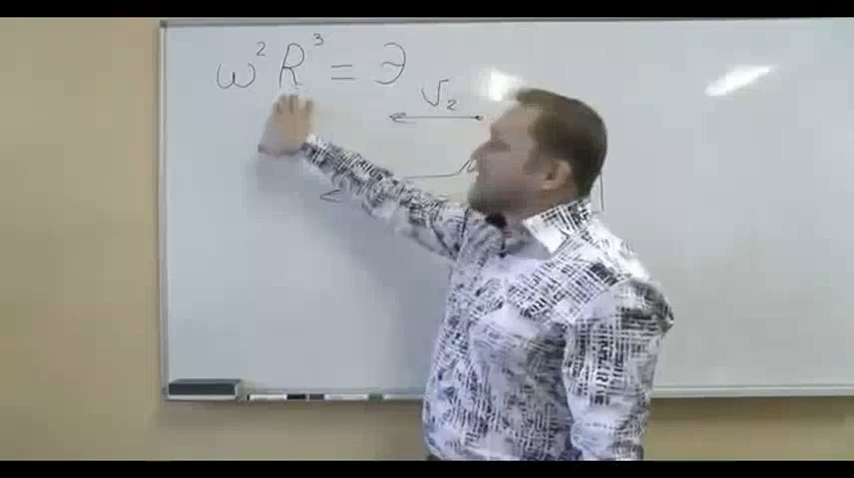 ω²R³ = Э
V₂